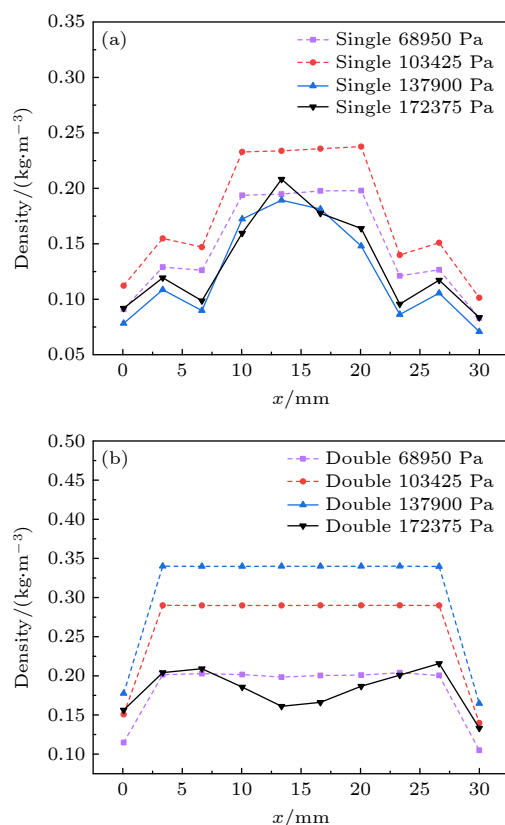 (a)
Single 68950 Pa
Single 103425 Pa
Single 137900 Pa
Single 172375 Pa
Density/(kg·m⁻³)
0.35
0.30
0.25
0.20
0.15
0.10
0.05
0 5 10 15 20 25 30
x/mm
(b)
Double 68950 Pa
Double 103425 Pa
Double 137900 Pa
Double 172375 Pa
Density/(kg·m⁻³)
0.50
0.45
0.40
0.35
0.30
0.25
0.20
0.15
0.10
0 5 10 15 20 25 30
x/mm